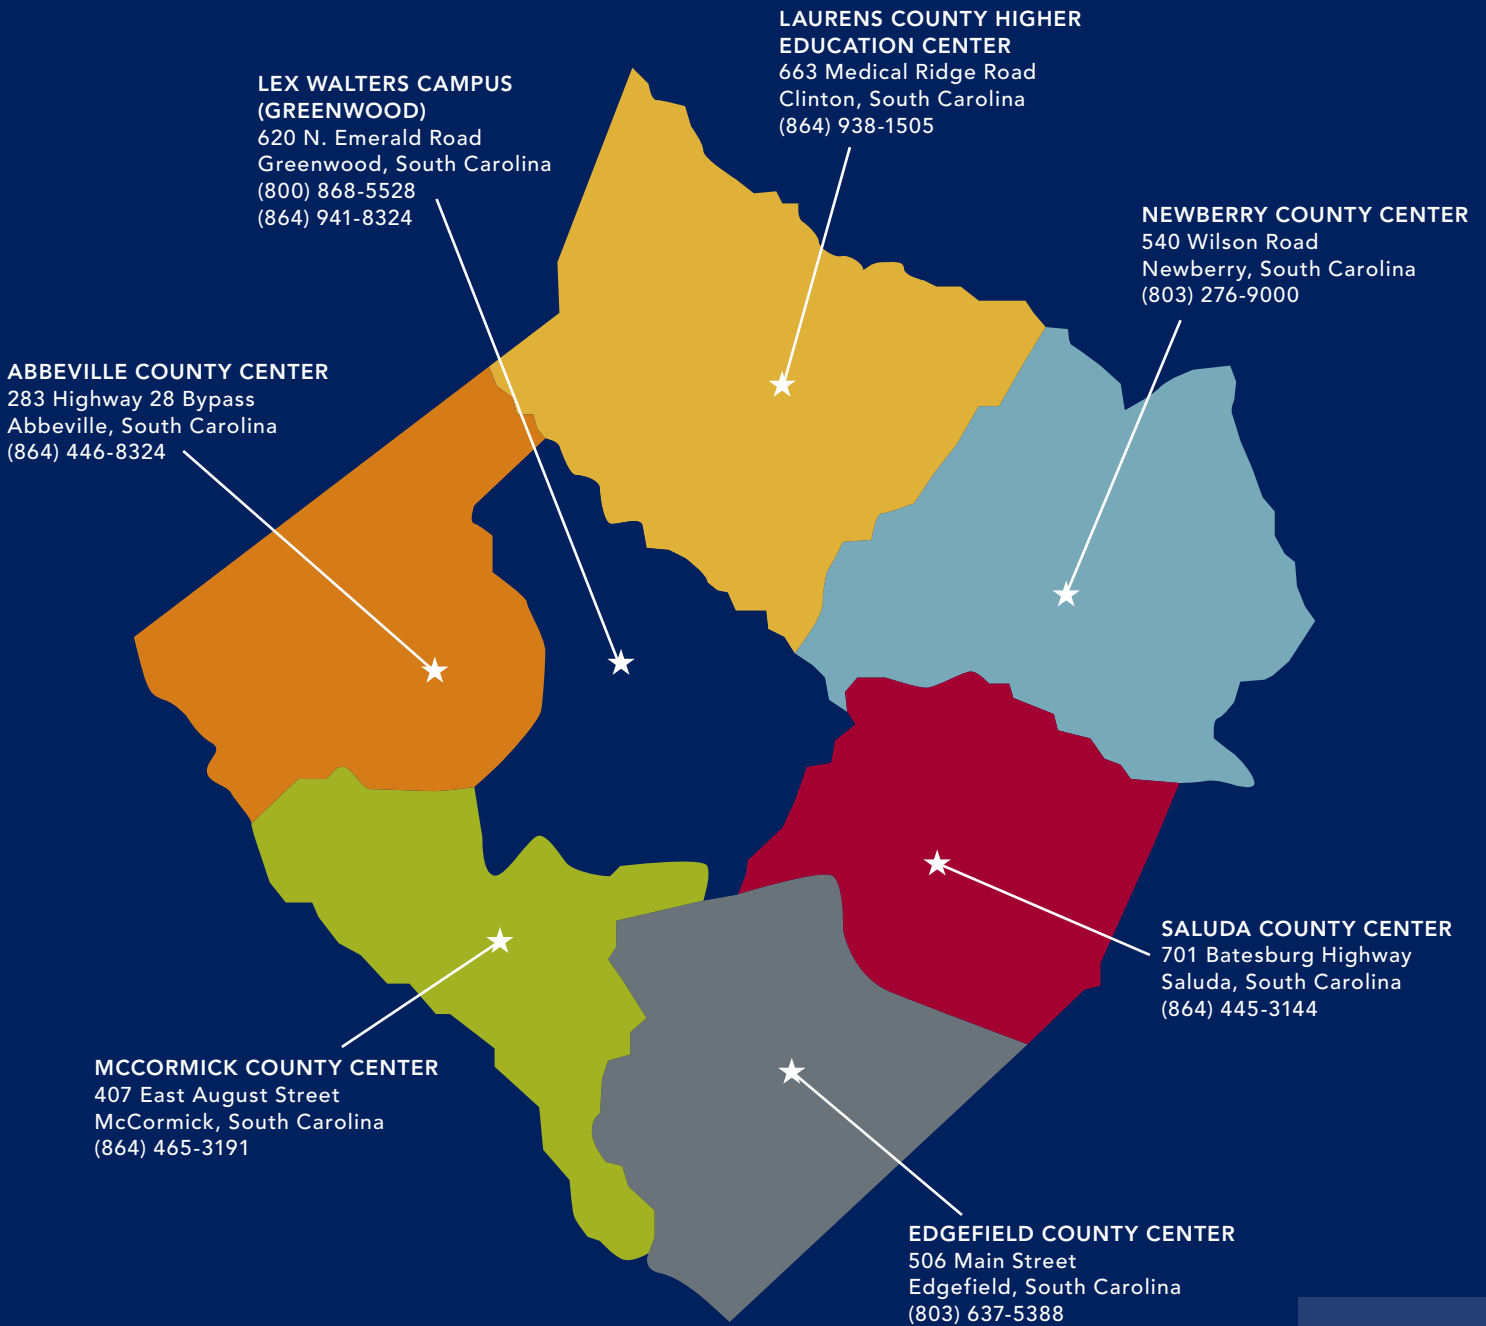 LAURENS COUNTY HIGHER
EDUCATION CENTER
663 Medical Ridge Road
Clinton, South Carolina
(864) 938-1505
LEX WALTERS CAMPUS
(GREENWOOD)
620 N. Emerald Road
Greenwood, South Carolina
(800) 868-5528
(864) 941-8324
NEWBERRY COUNTY CENTER
540 Wilson Road
Newberry, South Carolina
(803) 276-9000
ABBEVILLE COUNTY CENTER
283 Highway 28 Bypass
Abbeville, South Carolina
(864) 446-8324
SALUDA COUNTY CENTER
701 Batesburg Highway
Saluda, South Carolina
(864) 445-3144
MCCORMICK COUNTY CENTER
407 East August Street
McCormick, South Carolina
(864) 465-3191
EDGEFIELD COUNTY CENTER
506 Main Street
Edgefield, South Carolina
(803) 637-5388